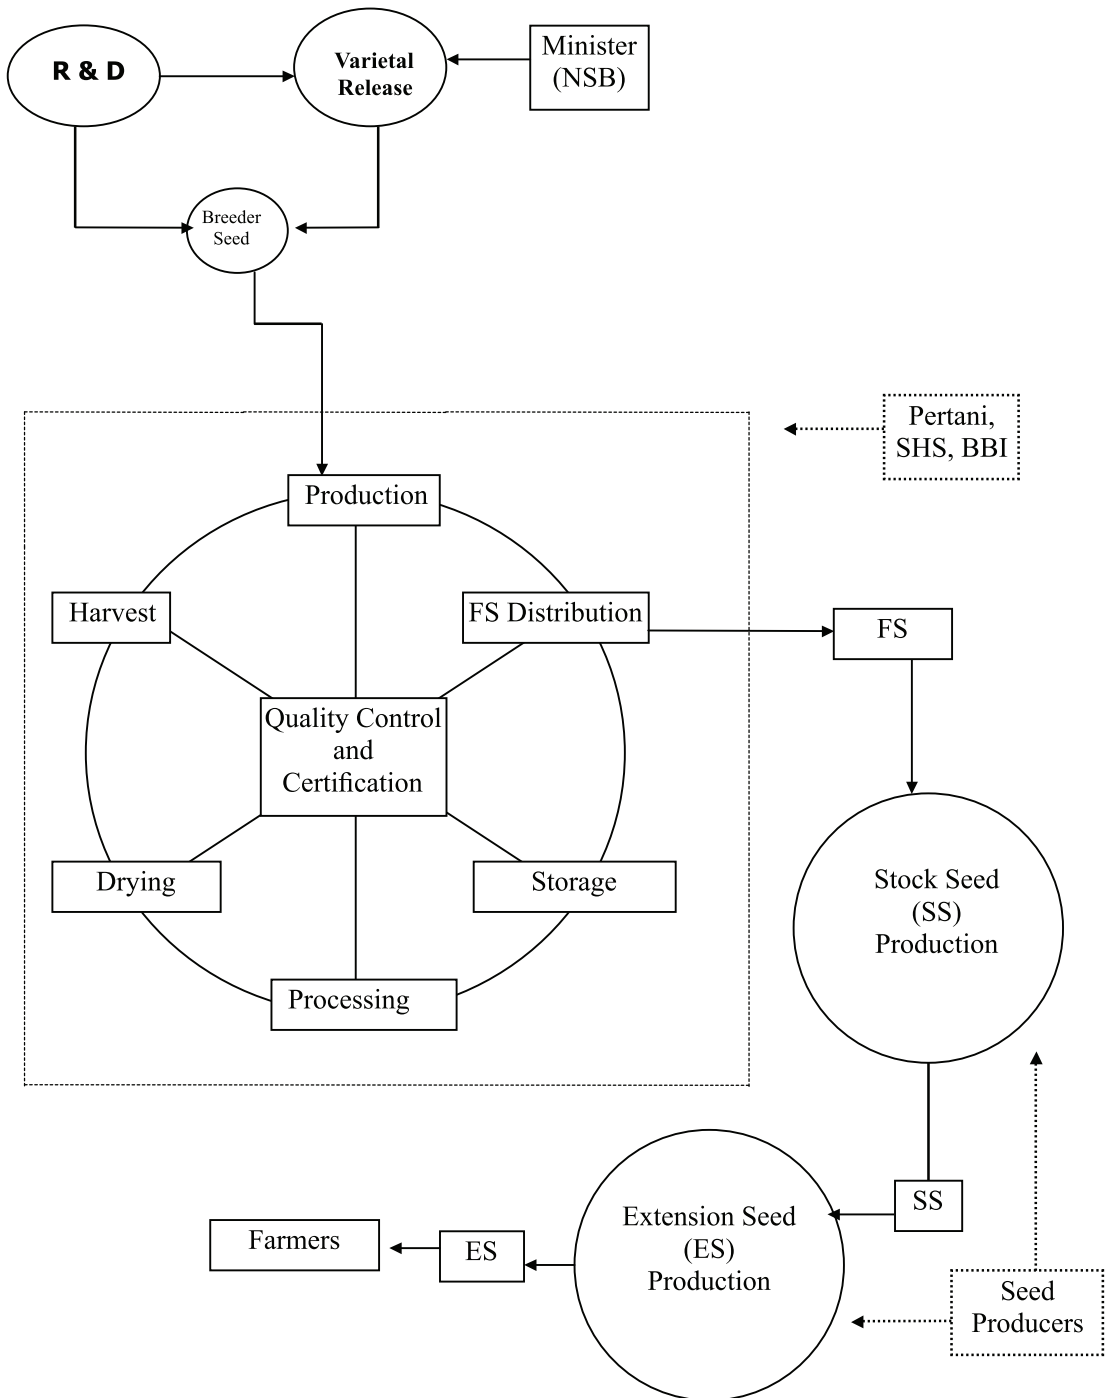 R & D
Varietal
Release
Minister
(NSB)
Breeder
Seed
Pertani,
SHS, BBI
Production
Harvest
FS Distribution
FS
Quality Control
and
Certification
Drying
Storage
Stock Seed
(SS)
Production
Processing
SS
Extension Seed
(ES)
Production
Farmers
ES
Seed
Producers